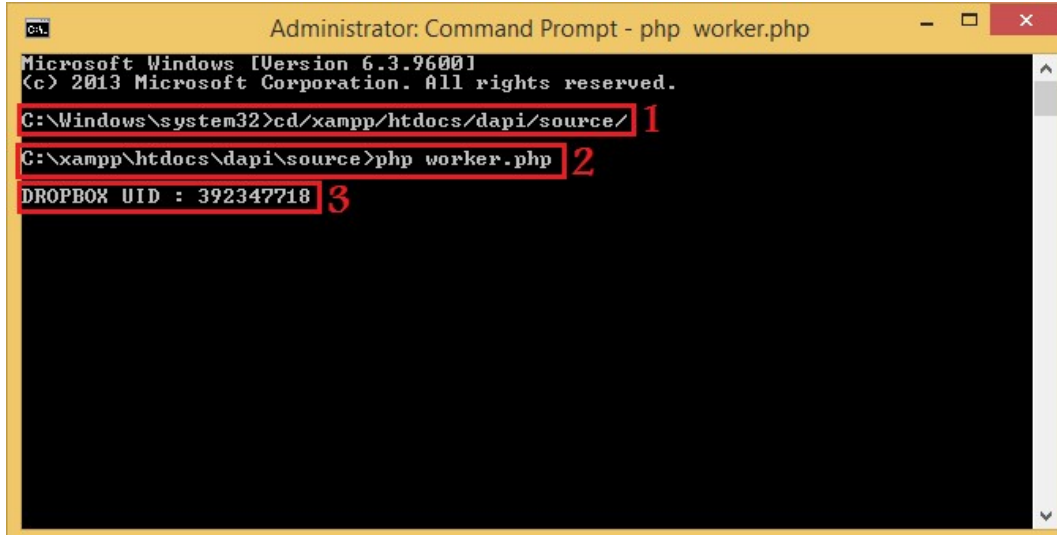 Administrator: Command Prompt - php  worker.php
Microsoft Windows [Version 6.3.9600]
(c) 2013 Microsoft Corporation. All rights reserved.
C:\Windows\system32>cd/xampp/htdocs/dapi/source/ 1
C:\xampp\htdocs\dapi\source>php worker.php 2
DROPBOX UID : 392347718 3